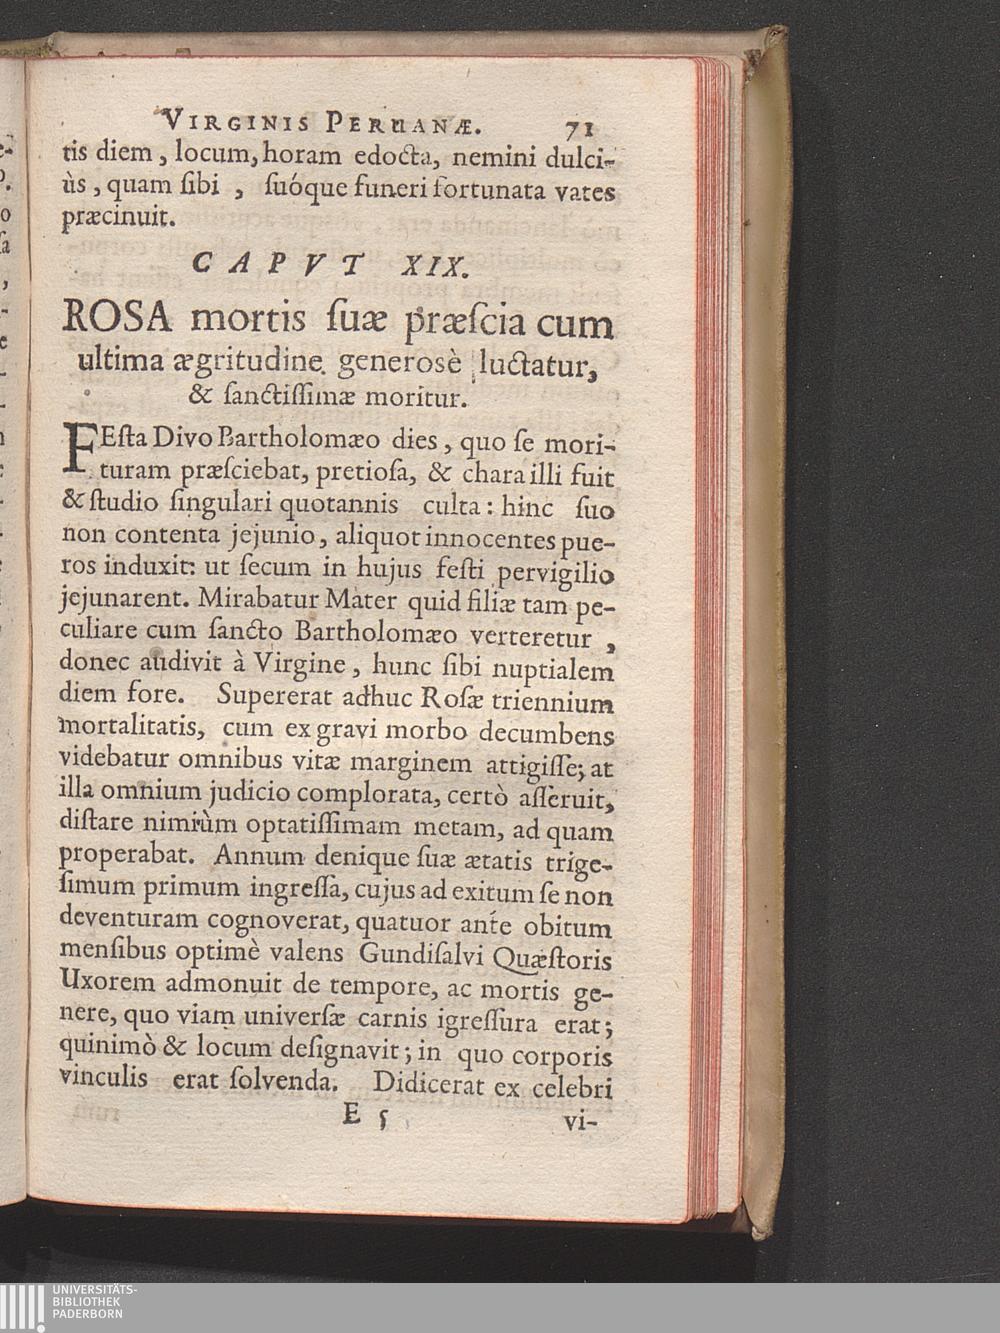 VIRGINIS PERUANÆ. 71
tis diem, locum, horam edocta, nemini dulci-
ùs, quam ſibi, ſuóque funeri fortunata vates
præcinuit.
CAPVT XIX.
ROSA mortis ſuæ præſcia cum
ultima ægritudine generosè luctatur,
& ſanctiſſimæ moritur.
FEſta Divo Bartholomæo dies, quo ſe mori-
turam præſciebat, pretioſa, & chara illi fuit
& ſtudio ſingulari quotannis culta: hinc ſuo
non contenta jejunio, aliquot innocentes pue-
ros induxit: ut ſecum in hujus feſti pervigilio
jejunarent. Mirabatur Mater quid filiæ tam pe-
culiare cum ſancto Bartholomæo verteretur,
donec audivit à Virgine, hunc ſibi nuptialem
diem fore. Supererat adhuc Roſæ triennium
mortalitatis, cum ex gravi morbo decumbens
videbatur omnibus vitæ marginem attigiſſe; at
illa omnium judicio complorata, certò aſſeruit,
diſtare nimiùm optatiſſimam metam, ad quam
properabat. Annum denique ſuæ ætatis trige-
ſimum primum ingreſſa, cujus ad exitum ſe non
deventuram cognoverat, quatuor ante obitum
menſibus optimè valens Gundiſalvi Quæſtoris
Uxorem admonuit de tempore, ac mortis ge-
nere, quo viam univerſæ carnis igreſſura erat;
quinimò & locum deſignavit; in quo corporis
vinculis erat ſolvenda. Didicerat ex celebri
E 5 vi-
UNIVERSITÄTS-
BIBLIOTHEK
PADERBORN